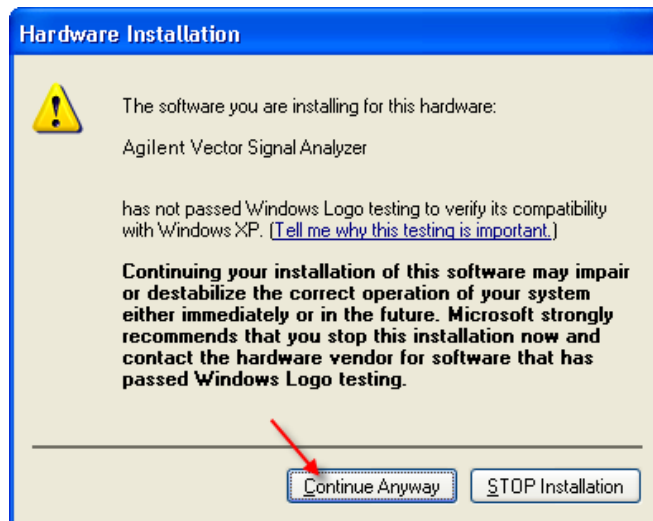 Hardware Installation
The software you are installing for this hardware:
Agilent Vector Signal Analyzer
has not passed Windows Logo testing to verify its compatibility
with Windows XP. (Tell me why this testing is important.)
Continuing your installation of this software may impair
or destabilize the correct operation of your system
either immediately or in the future. Microsoft strongly
recommends that you stop this installation now and
contact the hardware vendor for software that has
passed Windows Logo testing.
Continue Anyway
STOP Installation